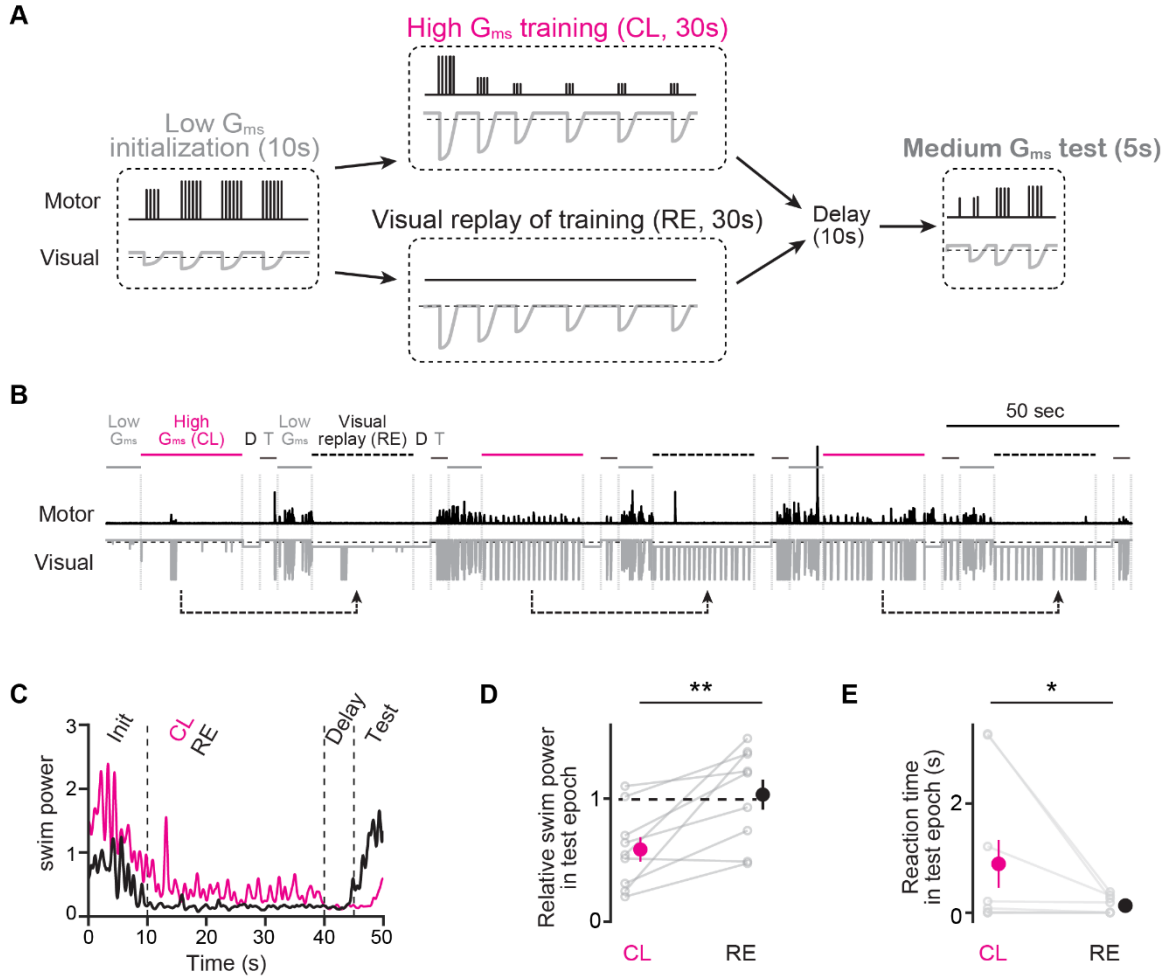 A
High Gms training (CL, 30s)
Low Gms
initialization (10s)
Medium Gms test (5s)
Motor
Visual replay of training (RE, 30s)
Delay
(10s)
Visual
B
50 sec
Low
Gms
High
Gms (CL)
D
T
Low
Gms
Visual
replay (RE)
D
T
Motor
Visual
C
Init
CL
RE
Delay
Test
3
2
1
0
swim power
0 10 20 30 40 50
Time (s)
D
**
Relative swim power
in test epoch
1
0
CL
RE
E
*
Reaction time
in test epoch (s)
2
0
CL
RE